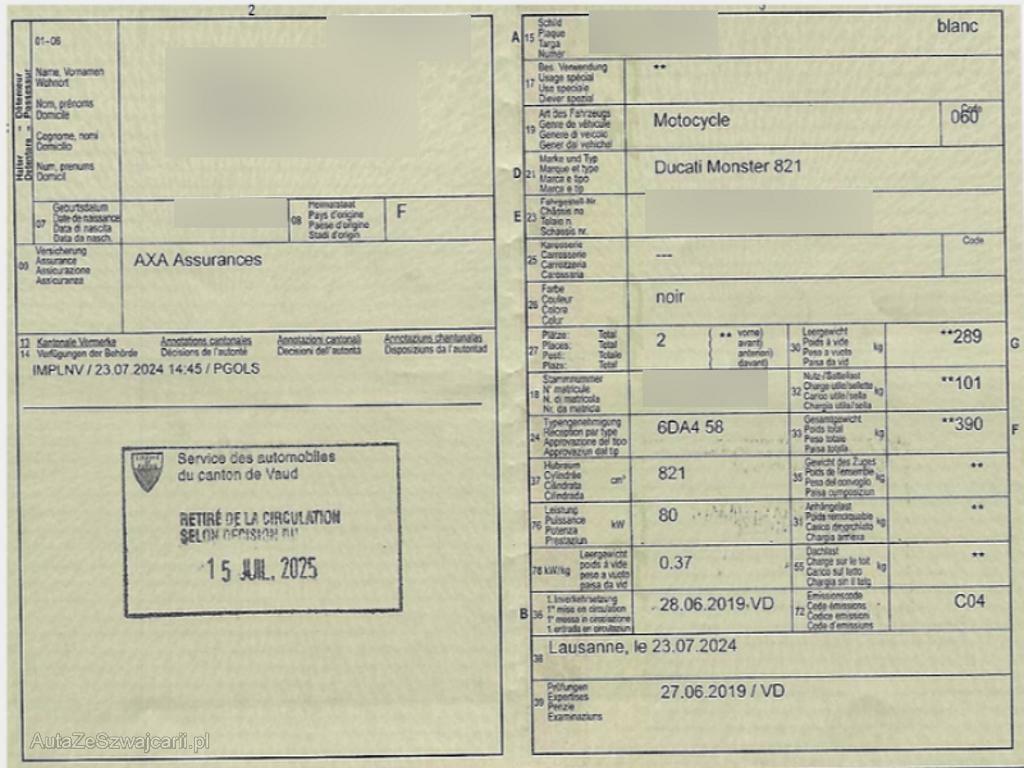 2
01-06
Halter - Détenteur
Detentore - Possessur
Name, Vornamen
Wohnort
Nom, prénoms
Domicile
Cognome, nomi
Domicilio
Num, prenums
Domicil
07
Geburtsdatum
Date de naissance
Data di nascita
Data da nasch.
08
Heimatstaat
Pays d'origine
Paese d'origine
Stadi d'origin
F
09
Versicherung
Assurance
Assicurazione
Assicuranza
AXA Assurances
13 Kantonale Vermerke Annotations cantonales Annotazioni cantonali Annotaziuns chantunalas
14 Verfügungen der Behörde Décisions de l'autorité Decisioni dell'autorità Disposiziuns da l'autoritad
IMPLNV / 23.07.2024 14:45 / PGOLS
Service des automobiles
du canton de Vaud
RETIRÉ DE LA CIRCULATION
SELON DECISION DU
15 JUIL. 2025
A 15
Schild
Plaque
Targa
Numer
blanc
17
Bes. Verwendung
Usage spécial
Uso speciale
Diever spezial
**
19
Art des Fahrzeugs
Genre de véhicule
Genere di veicolo
Gener dal vehichel
Motocycle
Code
060
D 21
Marke und Typ
Marque et type
Marca e tipo
Marca e tip
Ducati Monster 821
E 23
Fahrgestell-Nr.
Châssis no
Telaio n.
Schassis nr.
25
Karosserie
Carrosserie
Carrozzeria
Carossaria
---
Code
26
Farbe
Couleur
Colore
Colur
noir
27
Plätze: Total
Places: Total
Posti: Totale
Plazs: Total
2
( ** vorne)
avant)
anteriori)
davant)
30
Leergewicht
Poids à vide
Peso a vuoto
Paisa da vid
kg
**289
G
18
Stammnummer
N° matricule
N. di matricola
Nr. da matricla
32
Nutz-/Sattellast
Charge utile/sellette
Carico utile/sella
Chargia utila/sella
kg
**101
24
Typengenehmigung
Réception par type
Approvazione del tipo
Approvaziun dal tip
6DA4 58
33
Gesamtgewicht
Poids total
Peso totale
Paisa totala
kg
**390
F
37
Hubraum
Cylindrée
Cilindrata
Cilindrada
cm³
821
35
Gewicht des Zuges
Poids de l'ensemble
Peso del convoglio
Paisa cumposiziun
kg
**
76
Leistung
Puissance
Potenza
Prestaziun
kW
80
31
Anhängelast
Poids remorquable
Carico rimorchiato
Chargia annexa
kg
**
78 kW/kg
Leergewicht
poids à vide
peso a vuoto
paisa da vid
0.37
55
Dachlast
Charge sur le toit
Carico sul tetto
Chargia sin il tetg
kg
**
B 36
1. Inverkehrsetzung
1re mise en circulation
1a messa in circolazione
1. entrada en circulaziun
28.06.2019 VD
72
Emissionscode
Code émissions
Codice emissioni
Code d'emissiuns
C04
38
Lausanne, le 23.07.2024
39
Prüfungen
Expertises
Perizie
Examinaziuns
27.06.2019 / VD
AutaZeSzwajcarii.pl